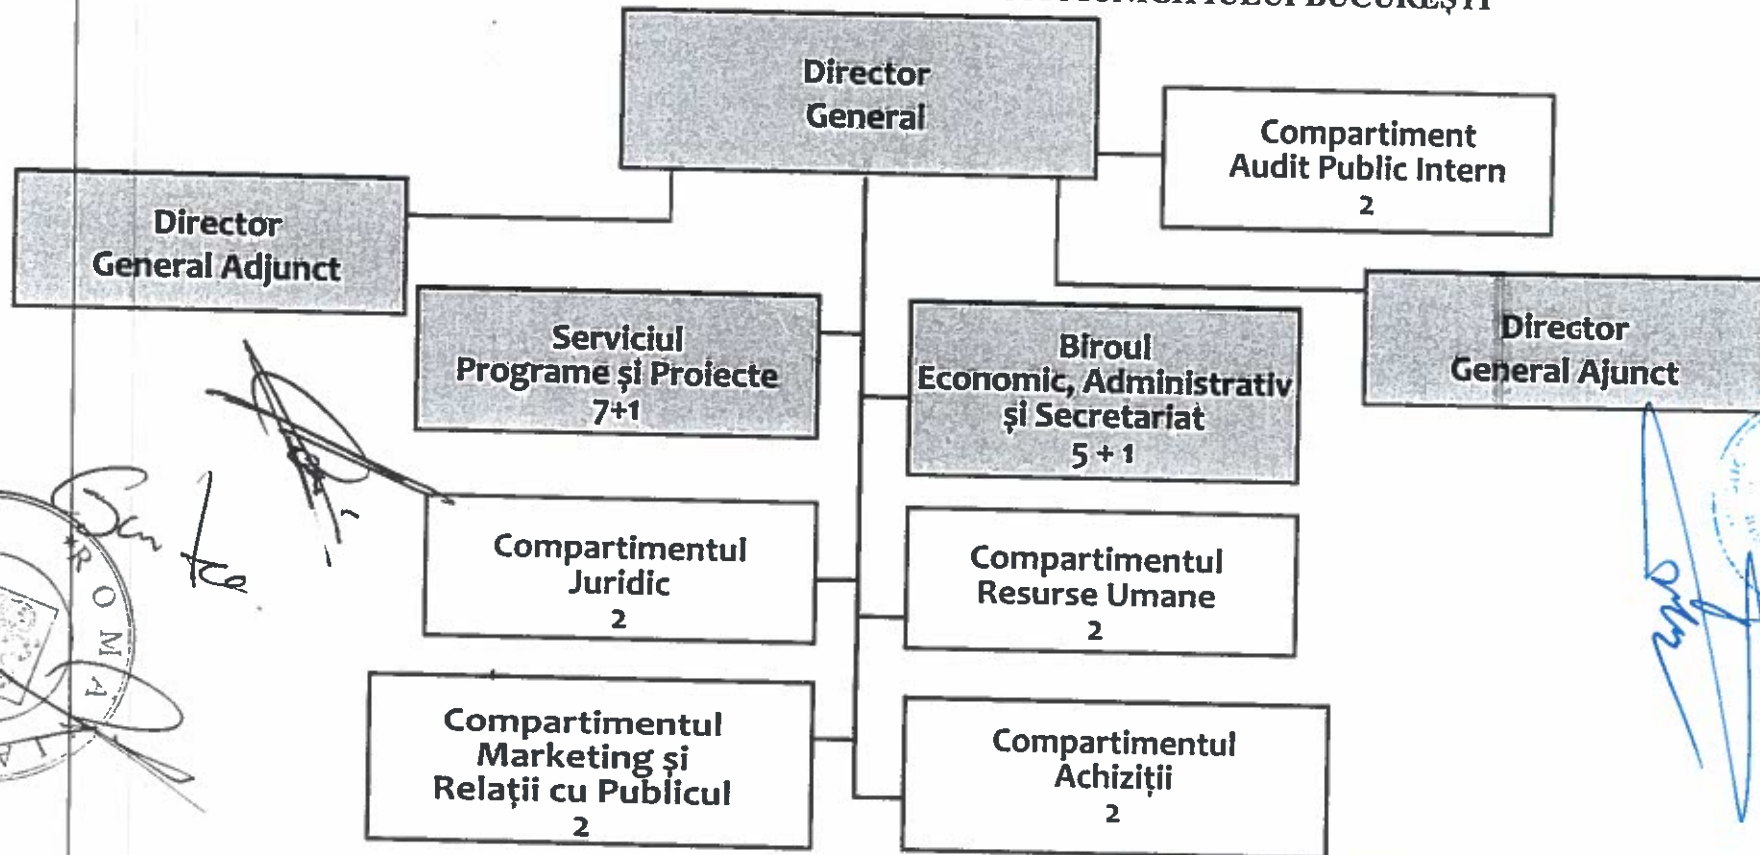 BUCUREȘTI
Director
General
Compartiment
Audit Public Intern
2
Director
General Adjunct
Director
General Ajunct
Serviciul
Programe și Proiecte
7+1
Biroul
Economic, Administrativ
și Secretariat
5 + 1
Compartimentul
Juridic
2
Compartimentul
Resurse Umane
2
Compartimentul
Marketing și
Relații cu Publicul
2
Compartimentul
Achiziții
2